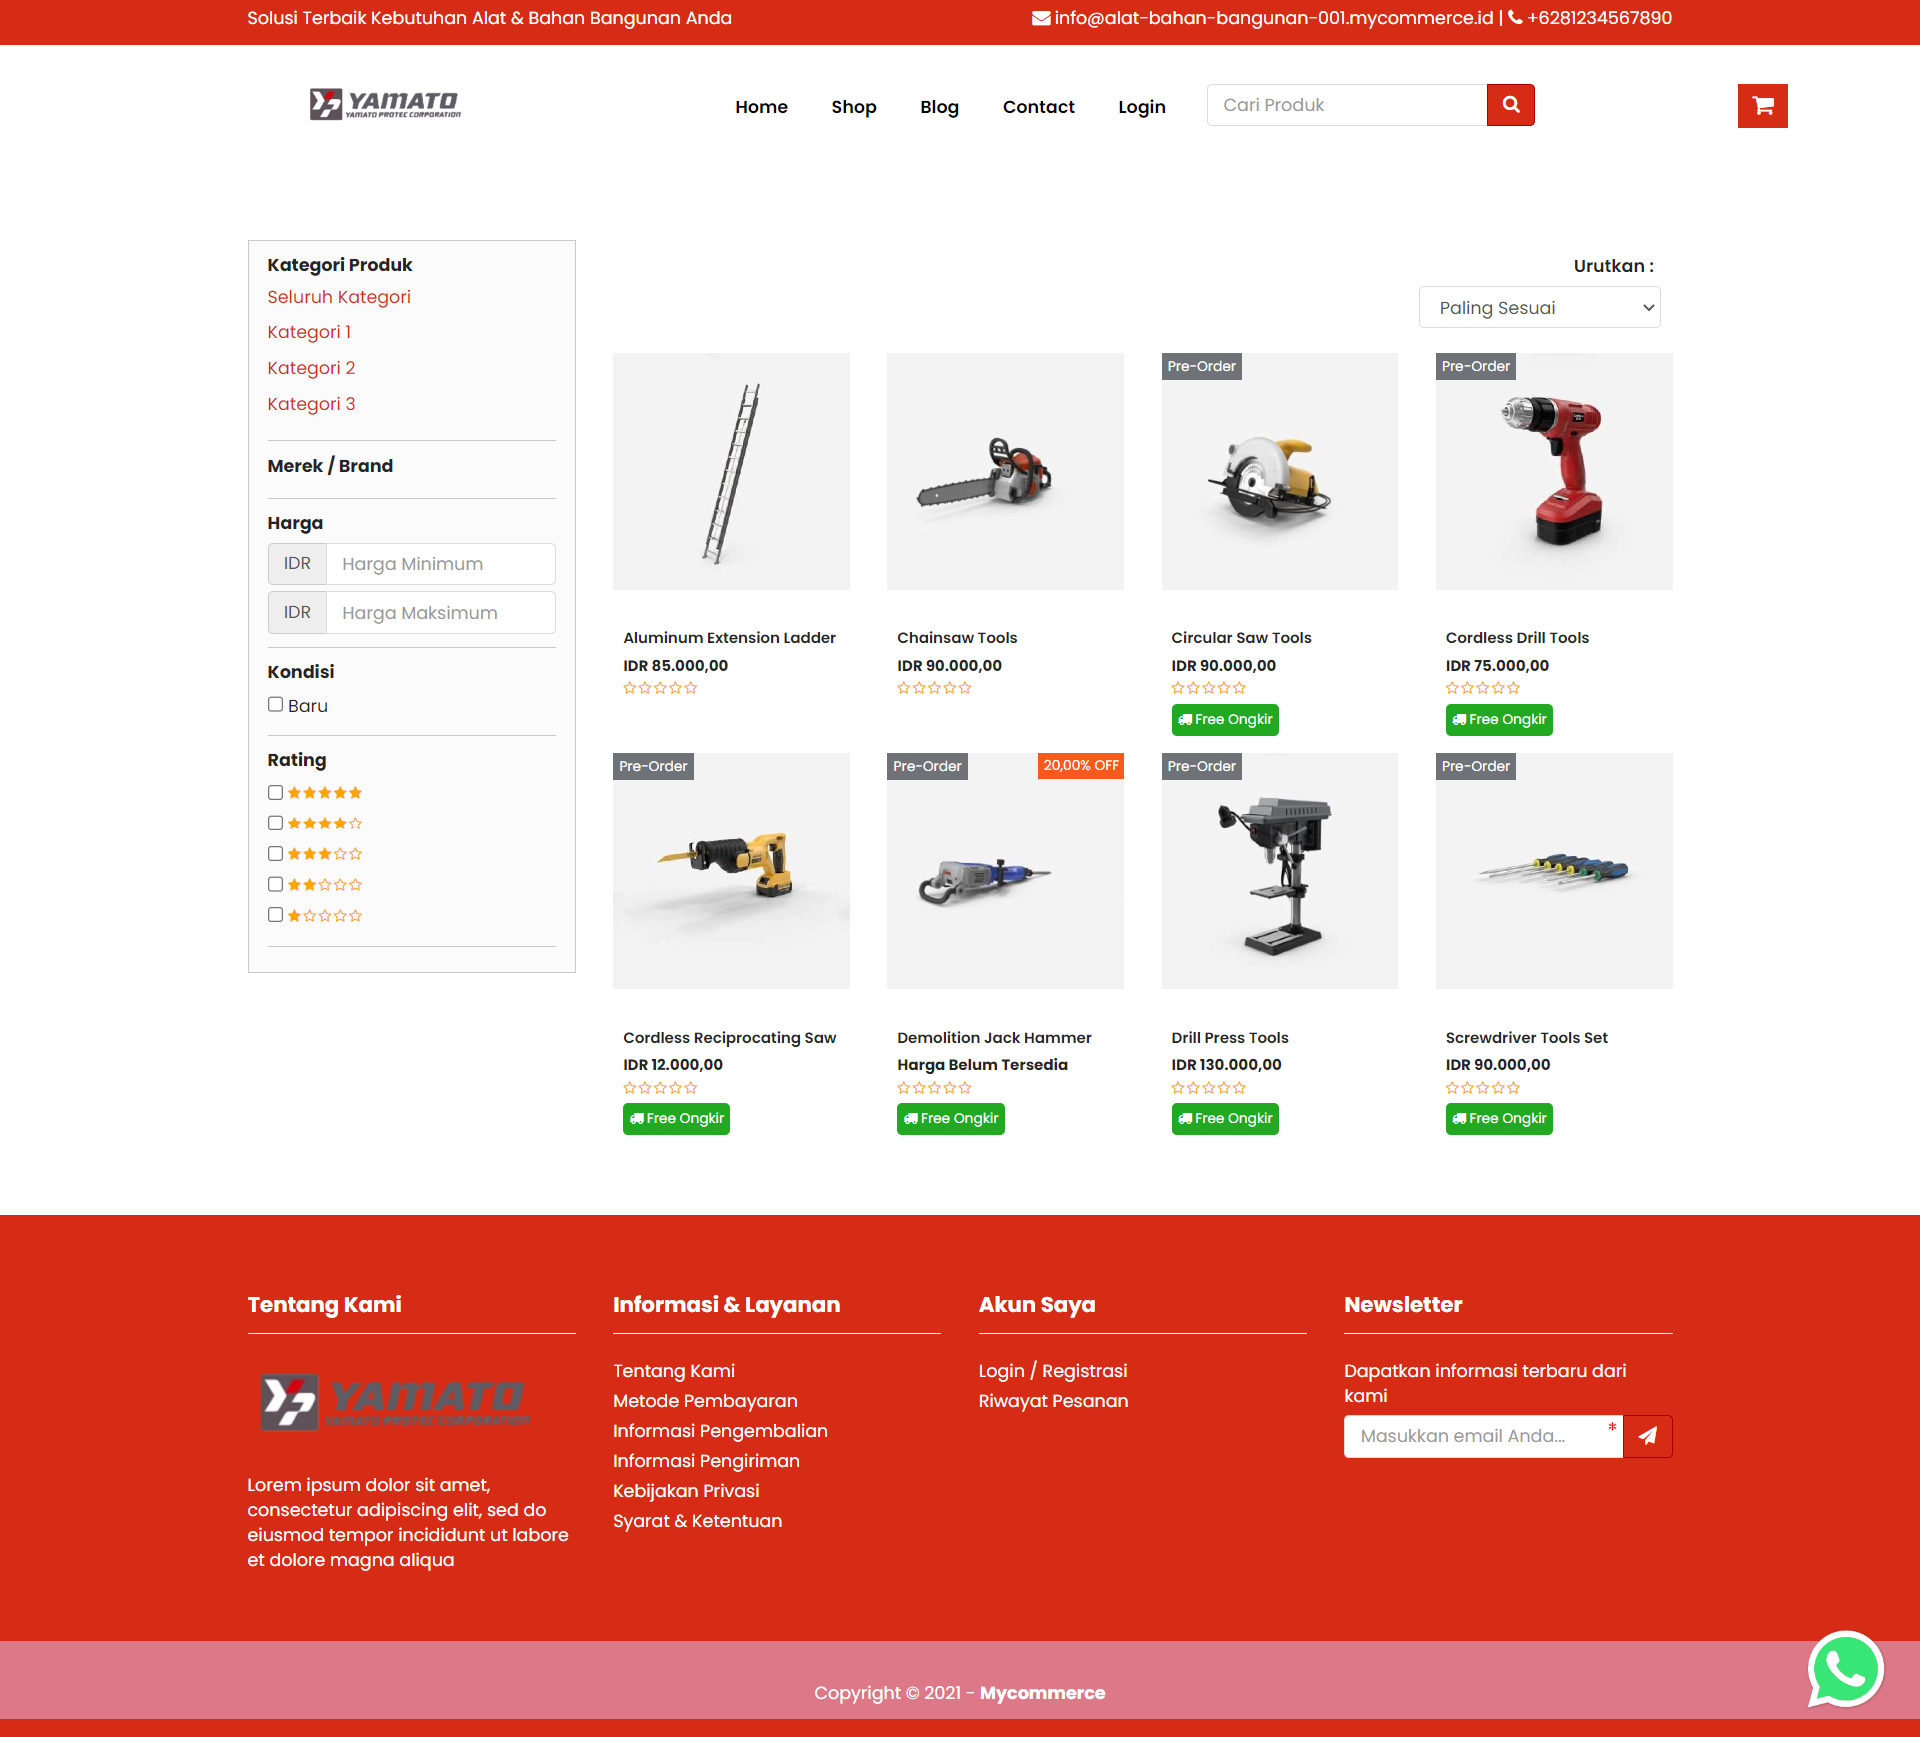 Solusi Terbaik Kebutuhan Alat & Bahan Bangunan Anda
info@alat-bahan-bangunan-001.mycommerce.id | +6281234567890
YAMATO
YAMATO PROTEC CORPORATION
Home
Shop
Blog
Contact
Login
Cari Produk
Kategori Produk
Seluruh Kategori
Kategori 1
Kategori 2
Kategori 3
Merek / Brand
Harga
IDR Harga Minimum
IDR Harga Maksimum
Kondisi
Baru
Rating
Urutkan :
Paling Sesuai
Aluminum Extension Ladder
IDR 85.000,00
Chainsaw Tools
IDR 90.000,00
Pre-Order
Circular Saw Tools
IDR 90.000,00
Free Ongkir
Pre-Order
Cordless Drill Tools
IDR 75.000,00
Free Ongkir
Pre-Order
Cordless Reciprocating Saw
IDR 12.000,00
Free Ongkir
Pre-Order
20,00% OFF
Demolition Jack Hammer
Harga Belum Tersedia
Free Ongkir
Pre-Order
Drill Press Tools
IDR 130.000,00
Free Ongkir
Pre-Order
Screwdriver Tools Set
IDR 90.000,00
Free Ongkir
Tentang Kami
YAMATO
YAMATO PROTEC CORPORATION
Lorem ipsum dolor sit amet,
consectetur adipiscing elit, sed do
eiusmod tempor incididunt ut labore
et dolore magna aliqua
Informasi & Layanan
Tentang Kami
Metode Pembayaran
Informasi Pengembalian
Informasi Pengiriman
Kebijakan Privasi
Syarat & Ketentuan
Akun Saya
Login / Registrasi
Riwayat Pesanan
Newsletter
Dapatkan informasi terbaru dari
kami
Masukkan email Anda... *
Copyright © 2021 - Mycommerce